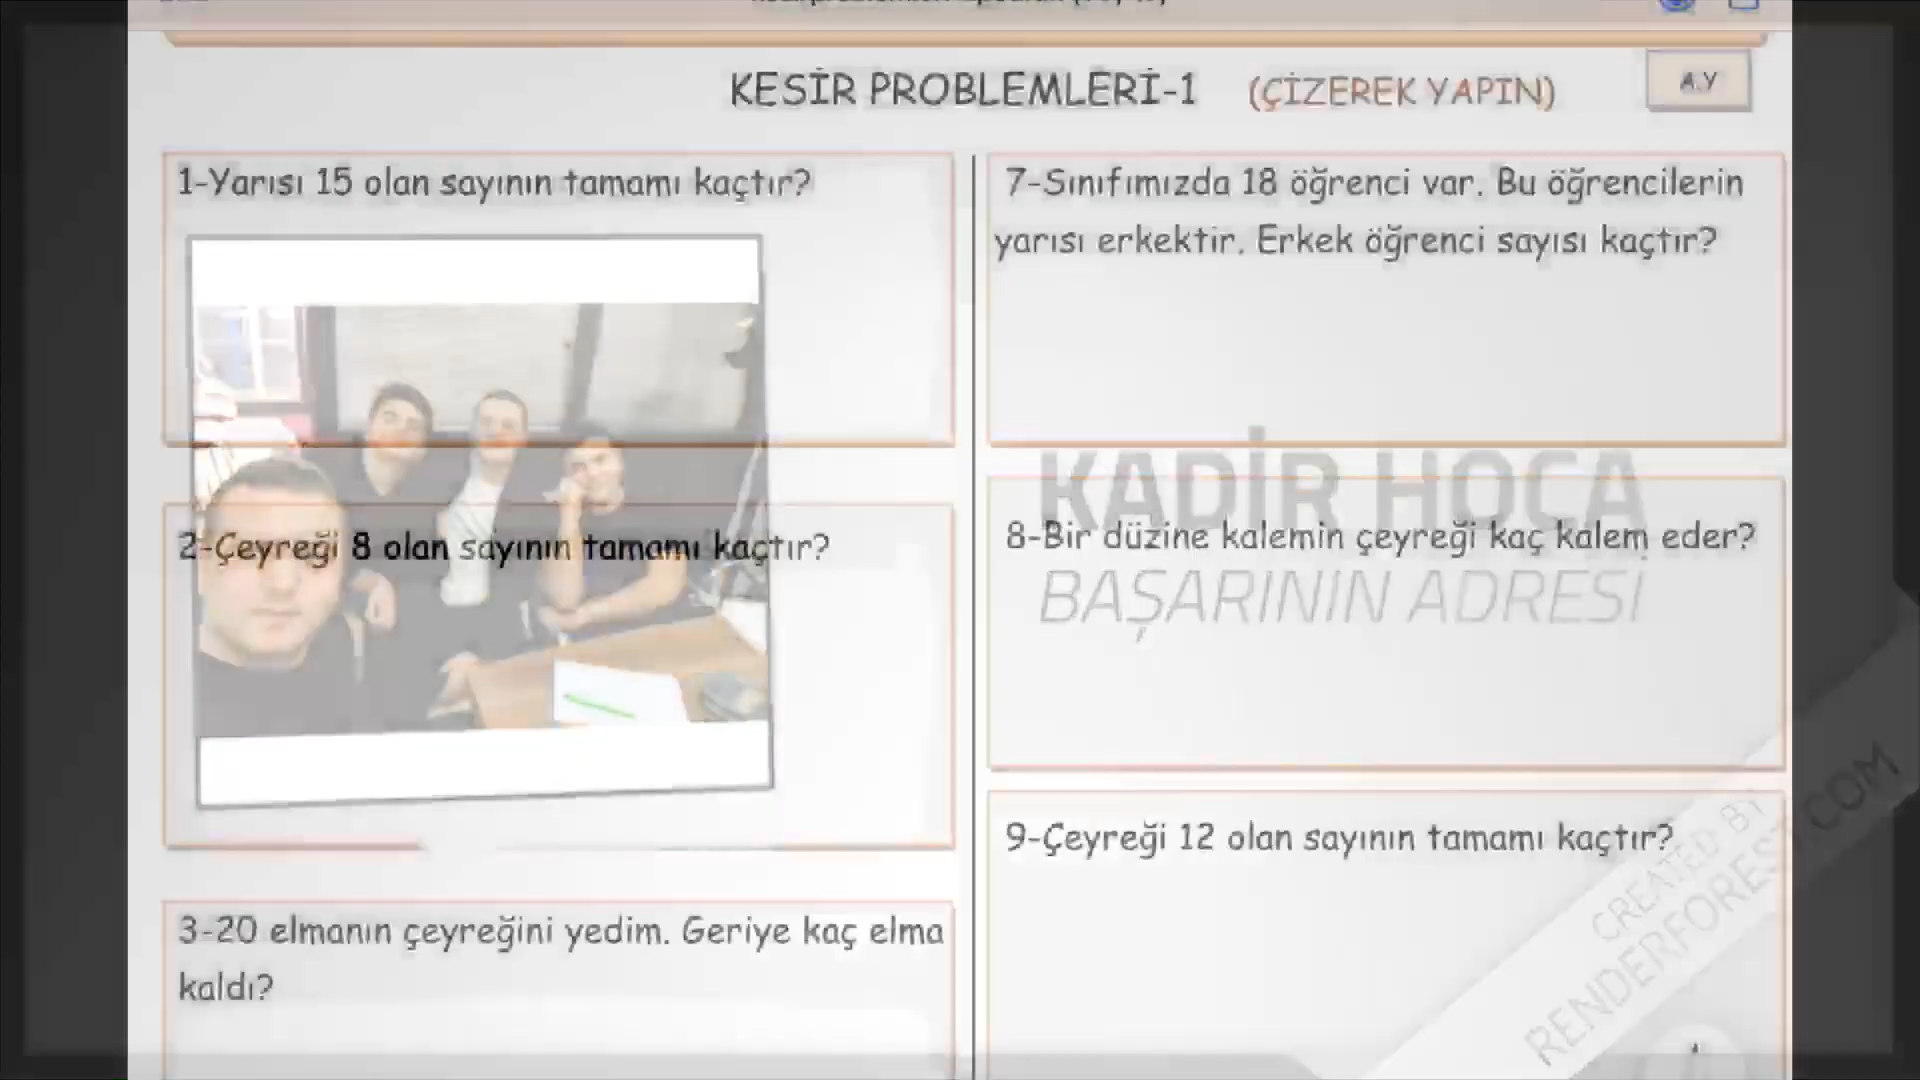 KESİR PROBLEMLERİ-1 (ÇİZEREK YAPIN)
A.Y
1-Yarısı 15 olan sayının tamamı kaçtır?
2-Çeyreği 8 olan sayının tamamı kaçtır?
3-20 elmanın çeyreğini yedim. Geriye kaç elma
kaldı?
7-Sınıfımızda 18 öğrenci var. Bu öğrencilerin
yarısı erkektir. Erkek öğrenci sayısı kaçtır?
KADİR HOCA
8-Bir düzine kalemin çeyreği kaç kalem eder?
BAŞARININ ADRESİ
9-Çeyreği 12 olan sayının tamamı kaçtır?
CREATED BY
RENDERFOREST.COM